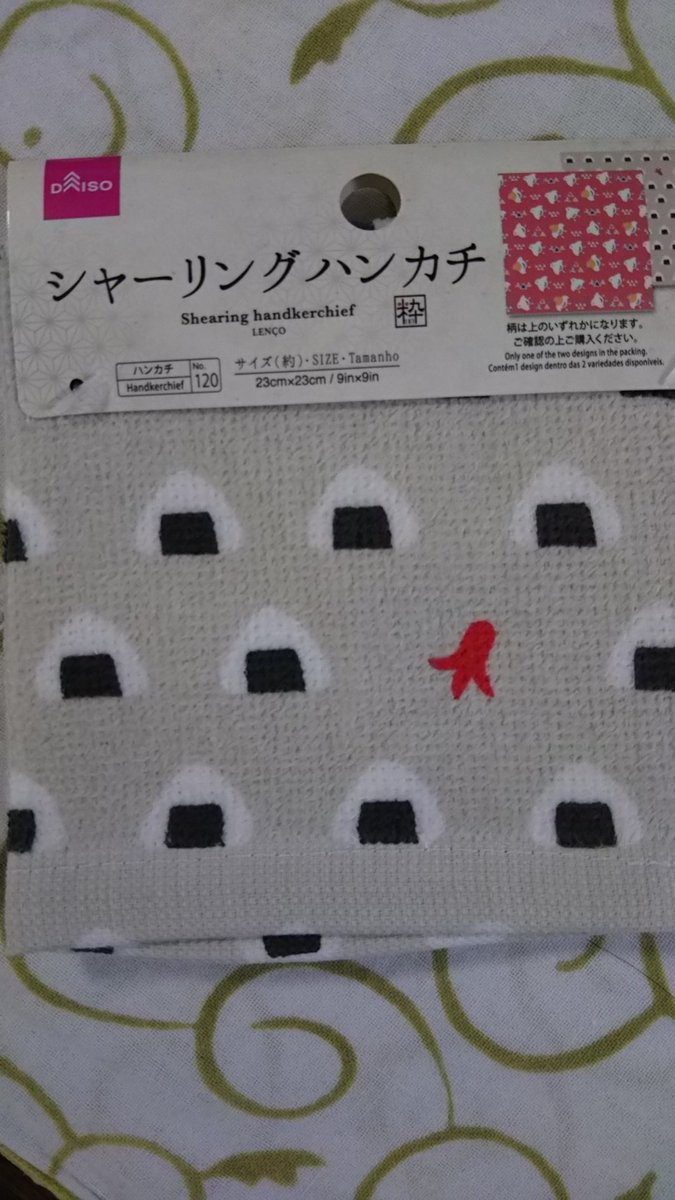 DAISO
シャーリングハンカチ
Shearing handkerchief
LENÇO
粋
ハンカチ
Handkerchief
No.
120
サイズ(約)・SIZE・Tamanho
23cm×23cm / 9in×9in
柄は上のいずれかになります。
ご確認の上ご購入ください。
Only one of the two designs in the packing.
Contém 1 design dentro das 2 variedades disponíveis.